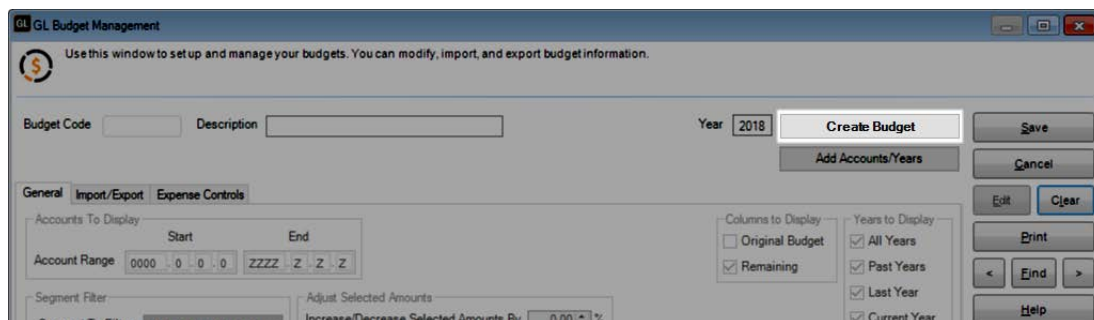 GL GL Budget Management
Use this window to set up and manage your budgets. You can modify, import, and export budget information.
Budget Code Description Year 2018 Create Budget Save
Add Accounts/Years Cancel
General Import/Export Expense Controls Edit Clear
Accounts To Display Columns to Display Years to Display
Start End Original Budget All Years Print
Account Range 0000 - 0 - 0 - 0 ZZZZ - Z - Z - Z Remaining Past Years < Find >
Last Year
Segment Filter Adjust Selected Amounts Help
Increase/Decrease Selected Amounts By 0.00 % Current Year